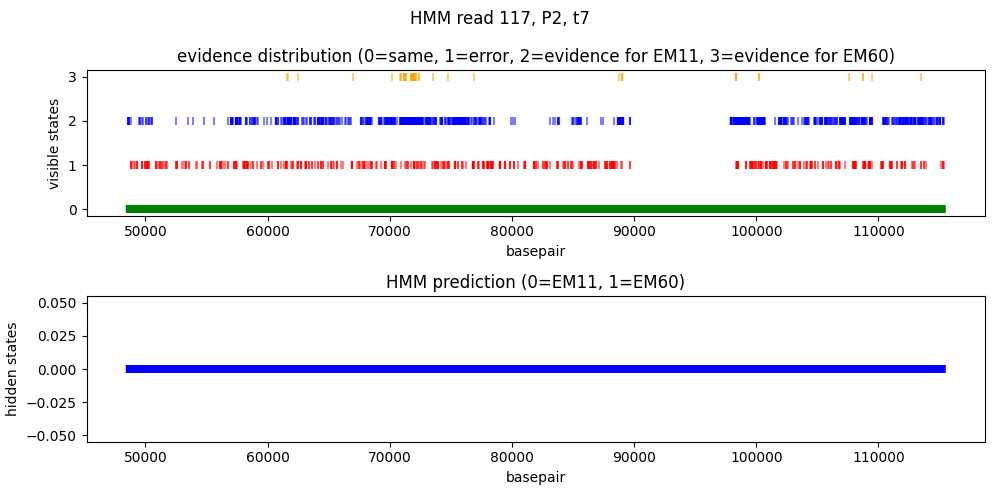 HMM read 117, P2, t7
evidence distribution (0=same, 1=error, 2=evidence for EM11, 3=evidence for EM60)
visible states
3
2
1
0
50000 60000 70000 80000 90000 100000 110000
basepair
HMM prediction (0=EM11, 1=EM60)
hidden states
0.050
0.025
0.000
−0.025
−0.050
50000 60000 70000 80000 90000 100000 110000
basepair